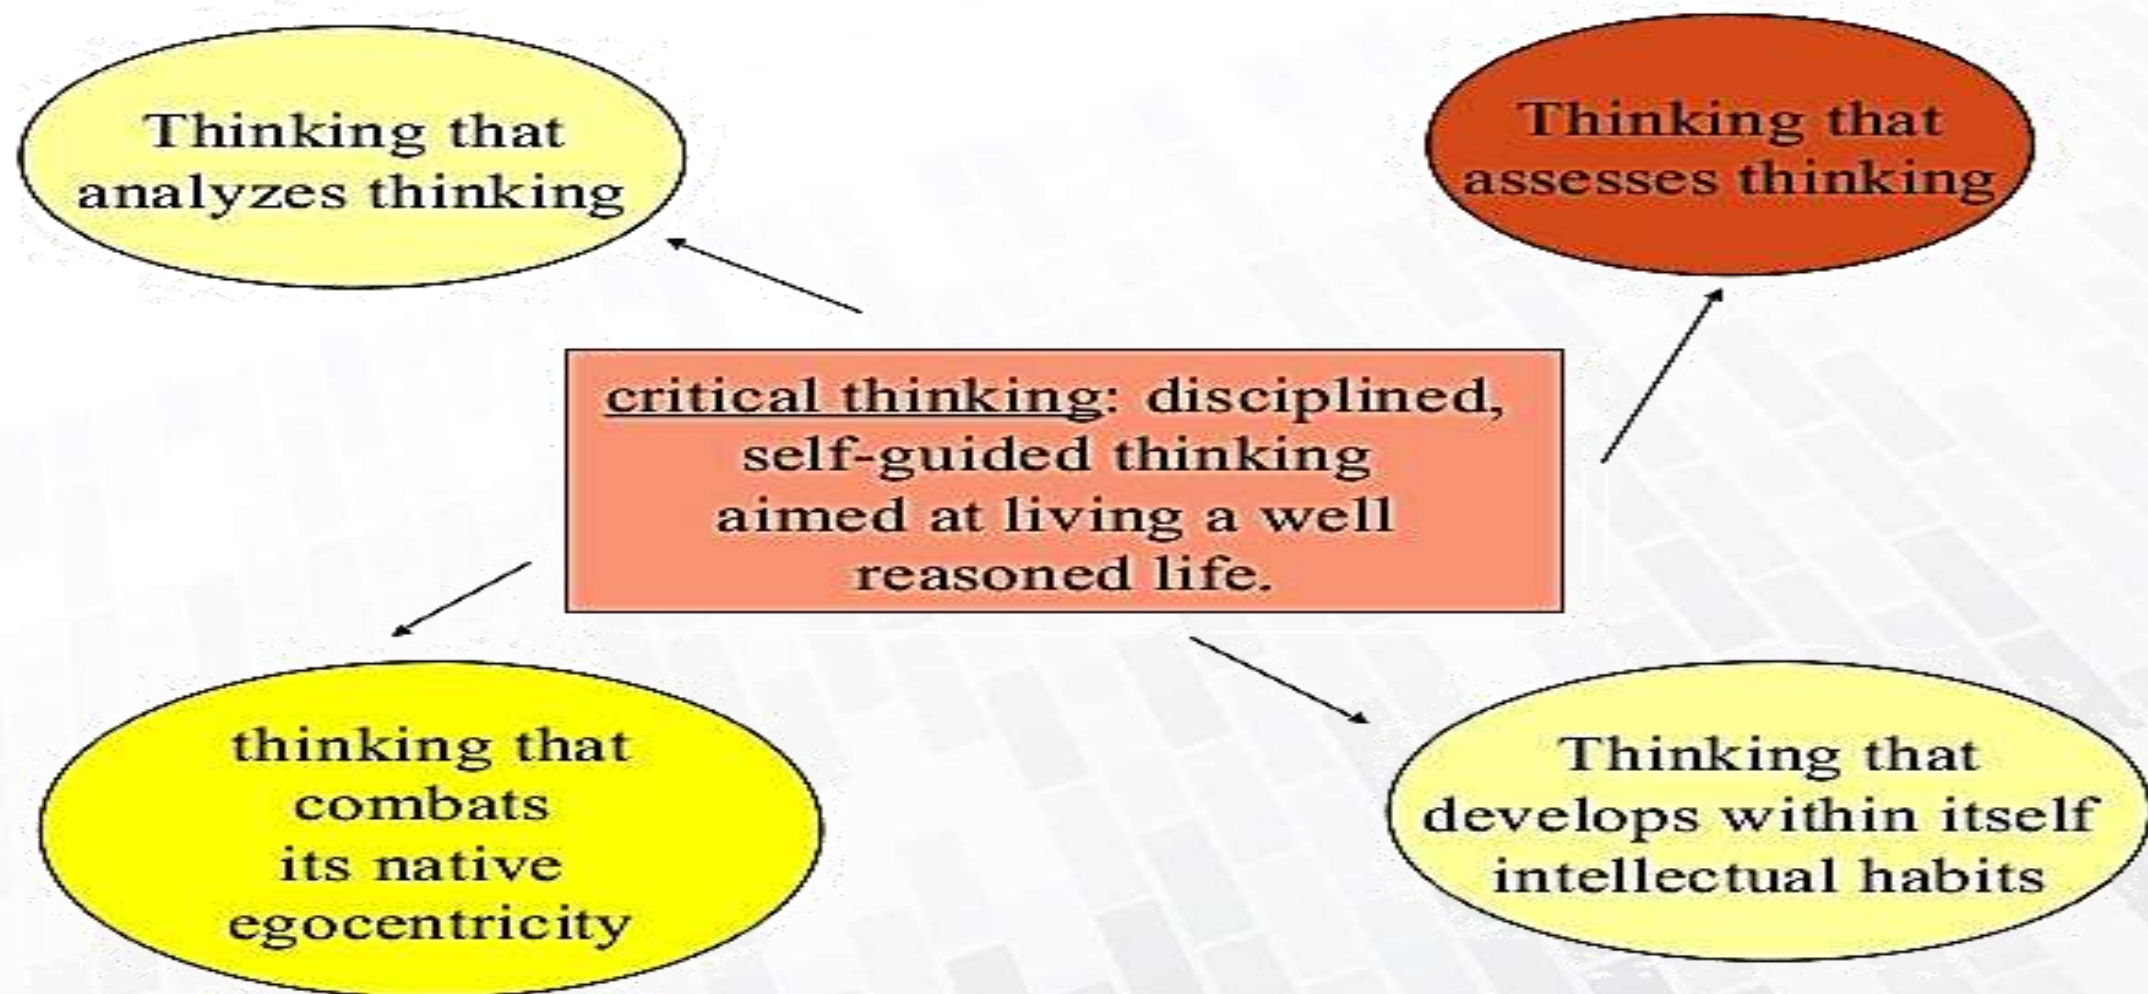 Thinking that
analyzes thinking
Thinking that
assesses thinking
critical thinking: disciplined,
self-guided thinking
aimed at living a well
reasoned life.
thinking that
combats
its native
egocentricity
Thinking that
develops within itself
intellectual habits